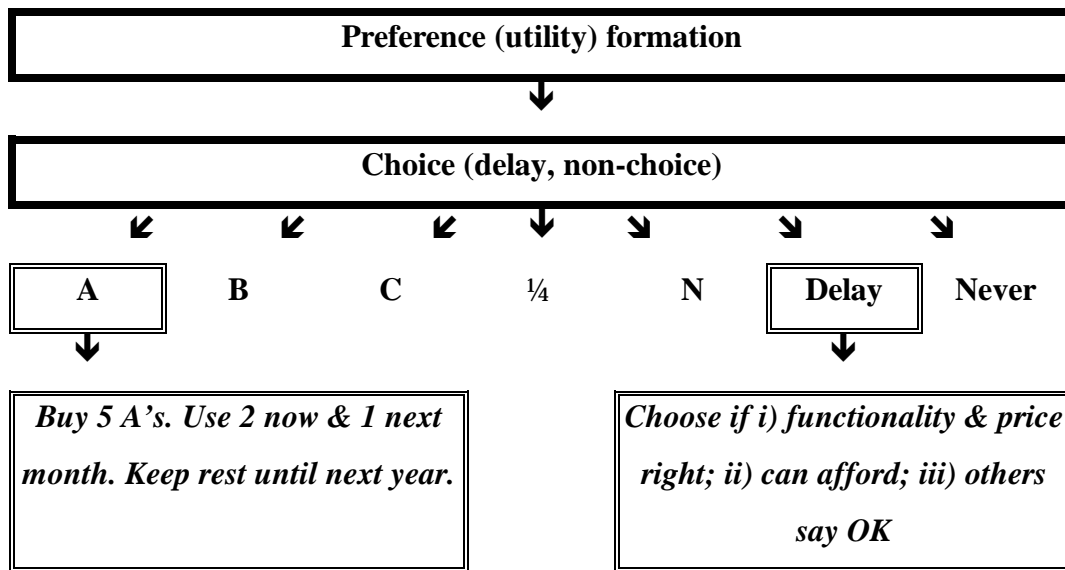 Preference (utility) formation
Choice (delay, non-choice)
A B C ¼ N Delay Never
Buy 5 A's. Use 2 now & 1 next
month. Keep rest until next year.
Choose if i) functionality & price
right; ii) can afford; iii) others
say OK